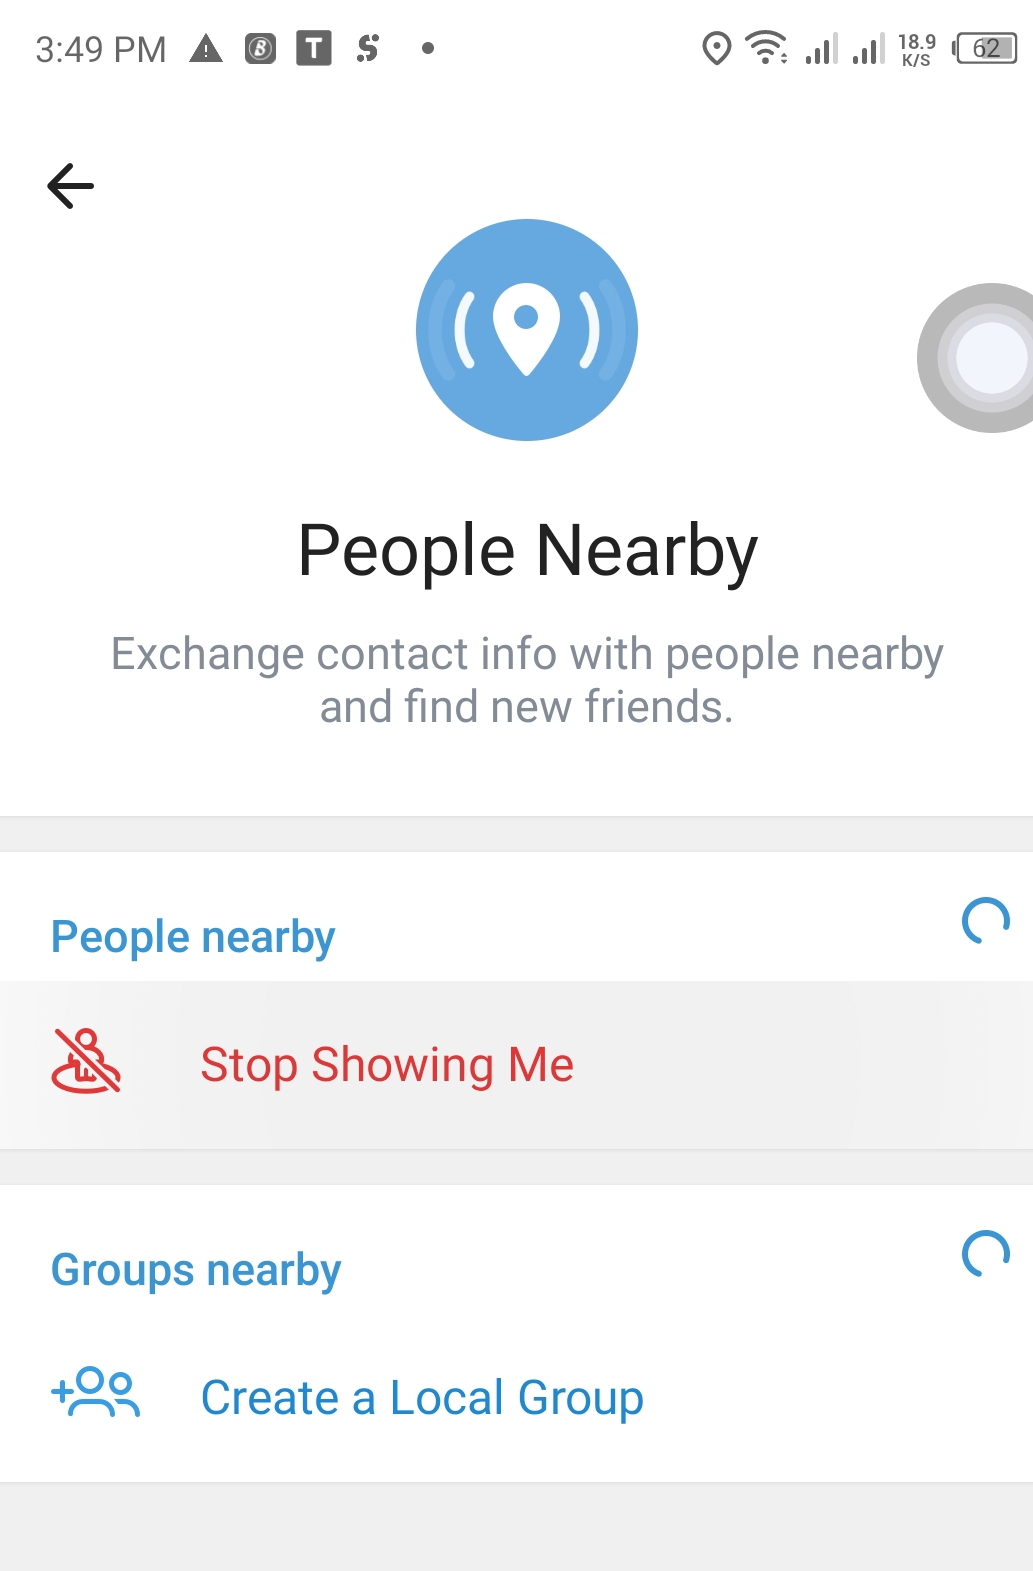 3:49 PM
18.9
K/S
62
People Nearby
Exchange contact info with people nearby
and find new friends.
People nearby
Stop Showing Me
Groups nearby
Create a Local Group